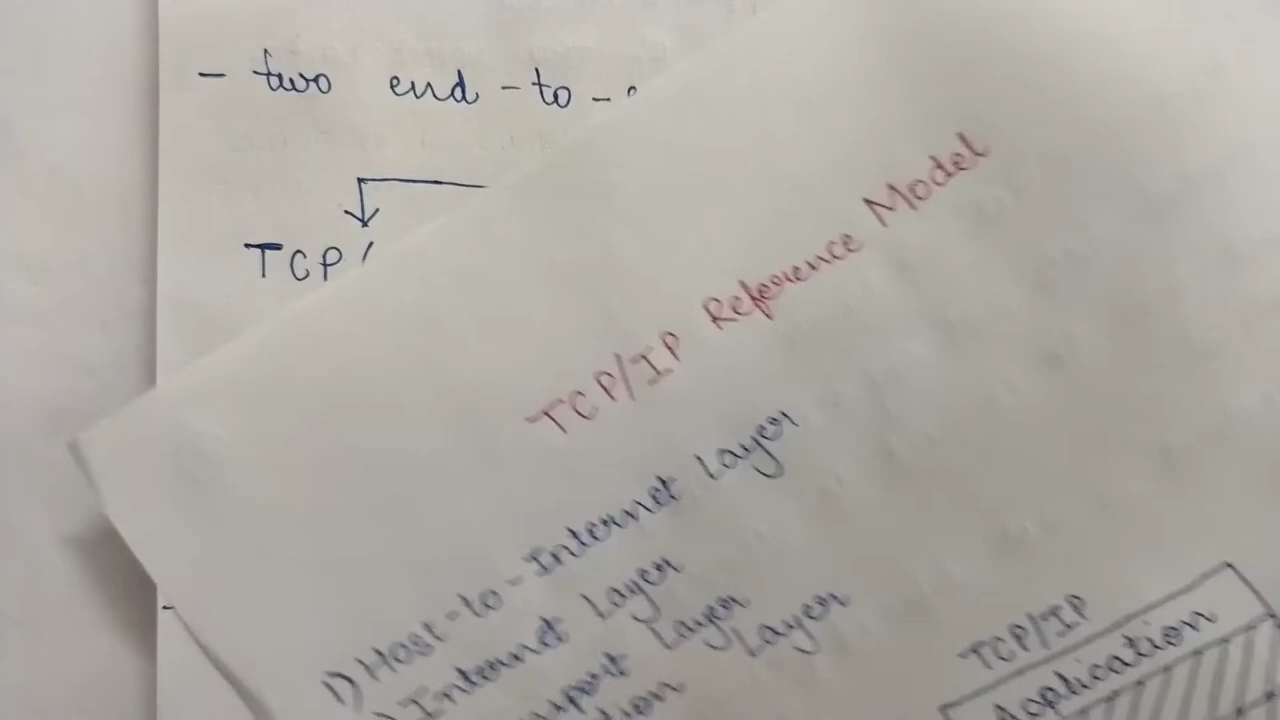 - two end - to -
TCP/
TCP/IP Reference Model
1) Host-to-Internet Layer
Internet Layer
Layer
Layer
TCP/IP
Application